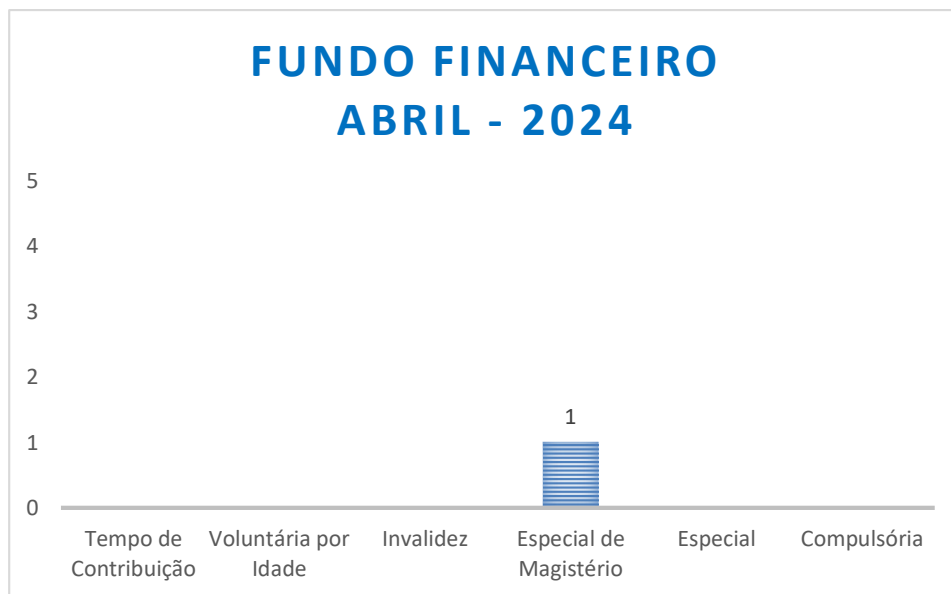 FUNDO FINANCEIRO
ABRIL - 2024
5
4
3
2
1
0
1
Tempo de
Contribuição
Voluntária por
Idade
Invalidez
Especial de
Magistério
Especial
Compulsória